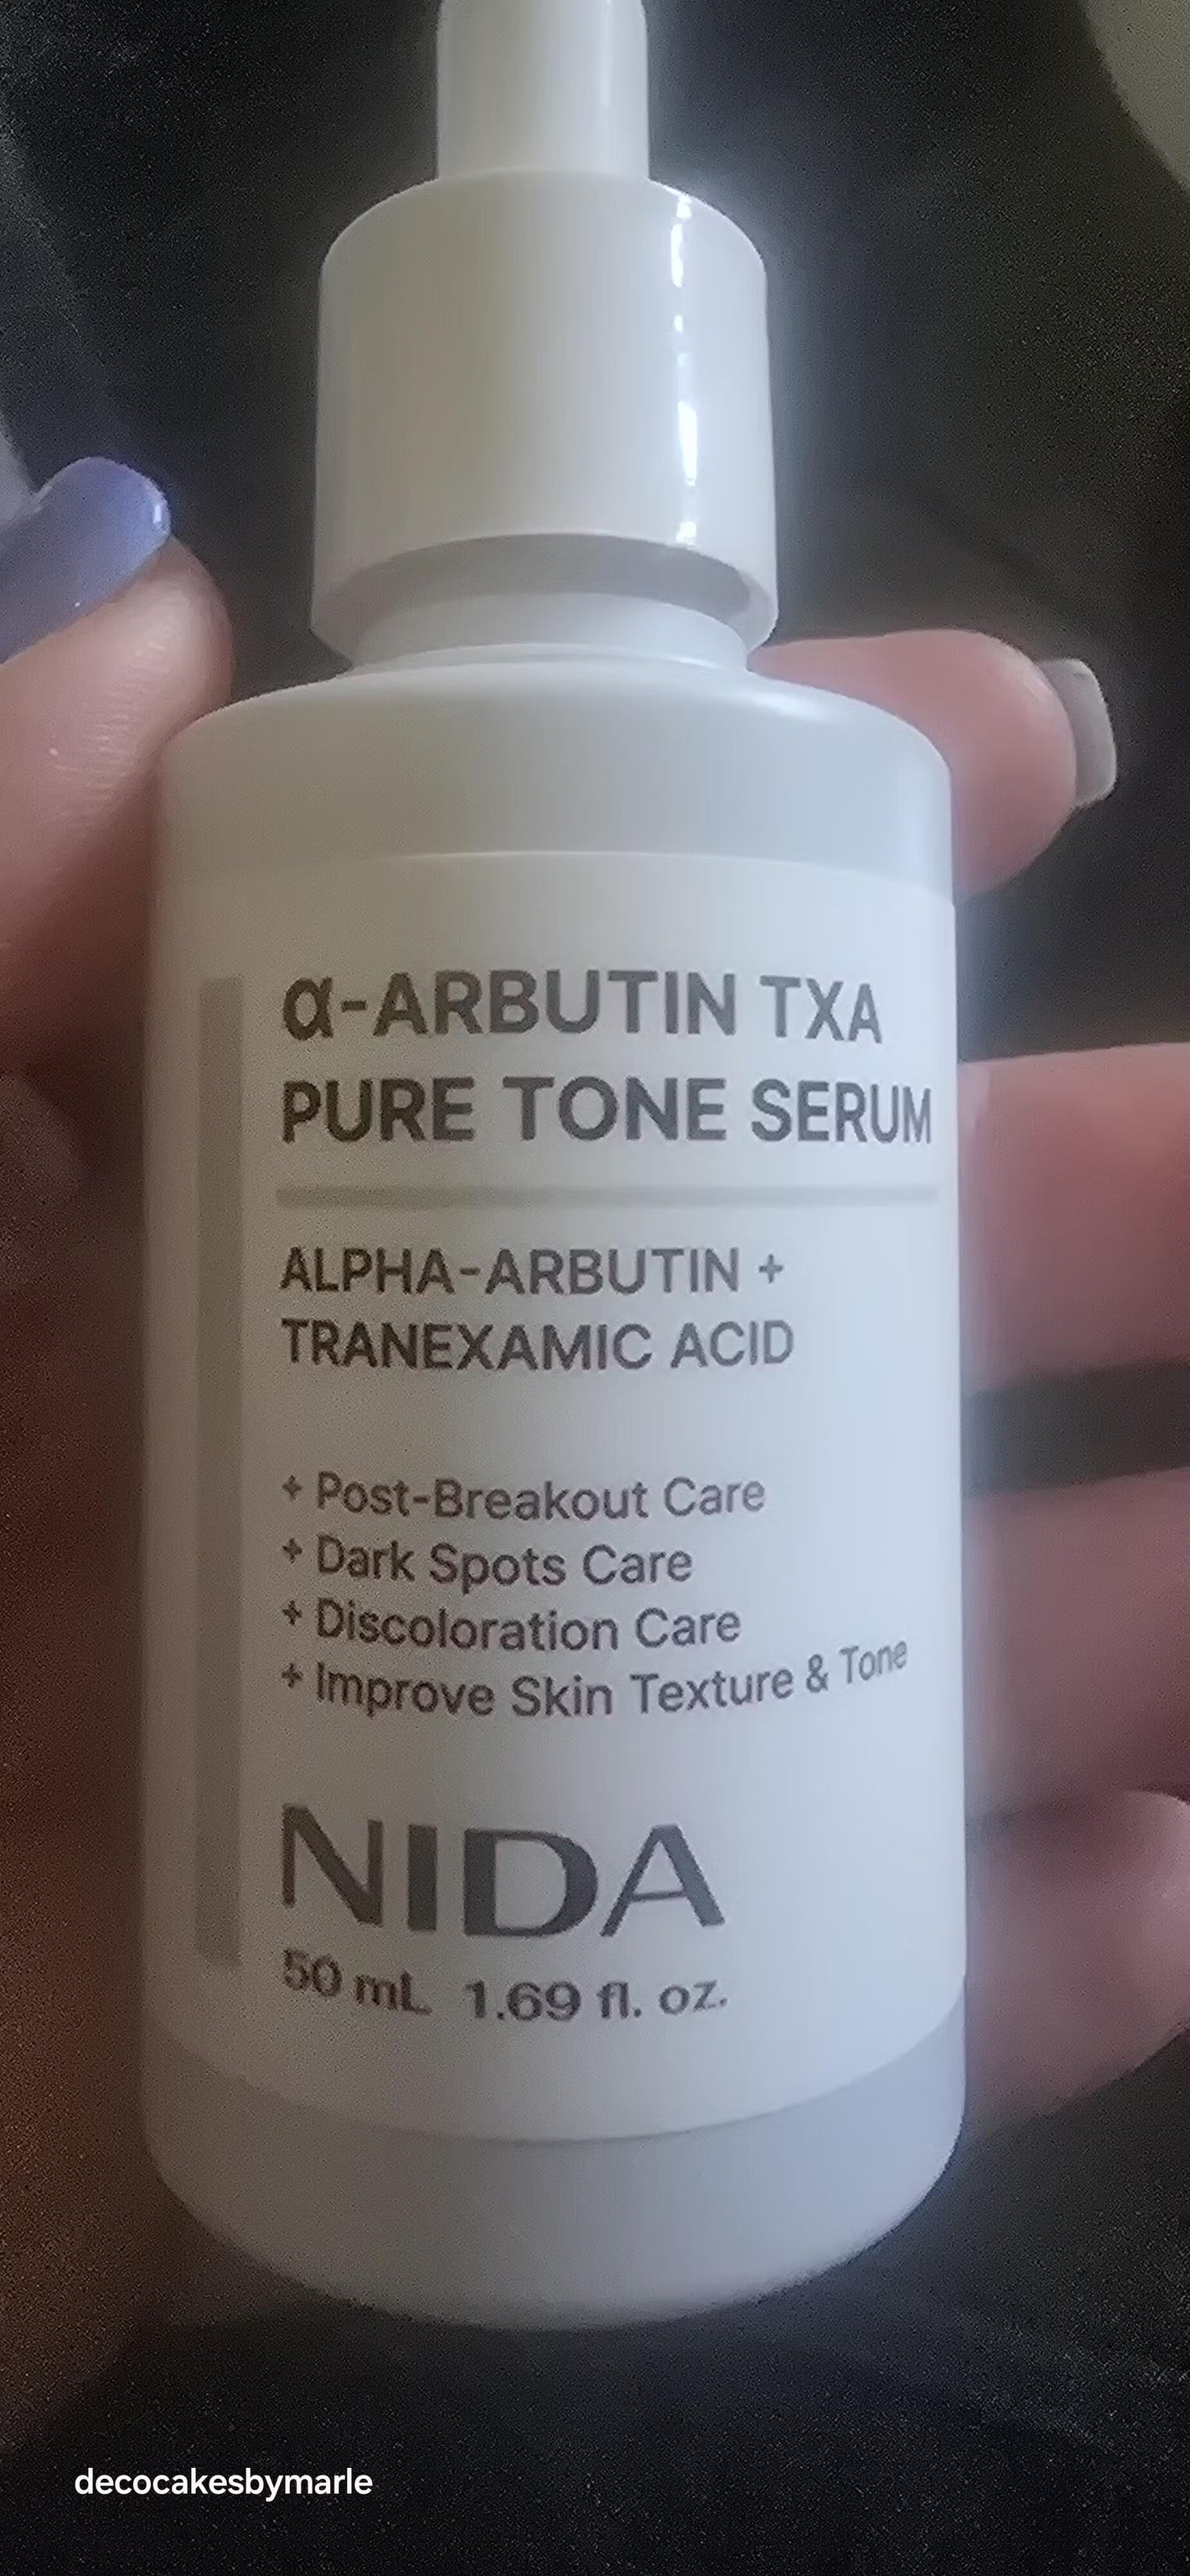 α-ARBUTIN TXA
PURE TONE SERUM
ALPHA-ARBUTIN +
TRANEXAMIC ACID
+ Post-Breakout Care
+ Dark Spots Care
+ Discoloration Care
+ Improve Skin Texture & Tone
NIDA
50 mL 1.69 fl. oz.
decocakesbymarle